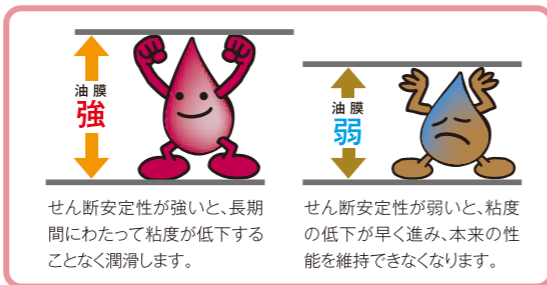 油膜
強
油膜
弱
せん断安定性が強いと、長期
間にわたって粘度が低下する
ことなく潤滑します。
せん断安定性が弱いと、粘度
の低下が早く進み、本来の性
能を維持できなくなります。